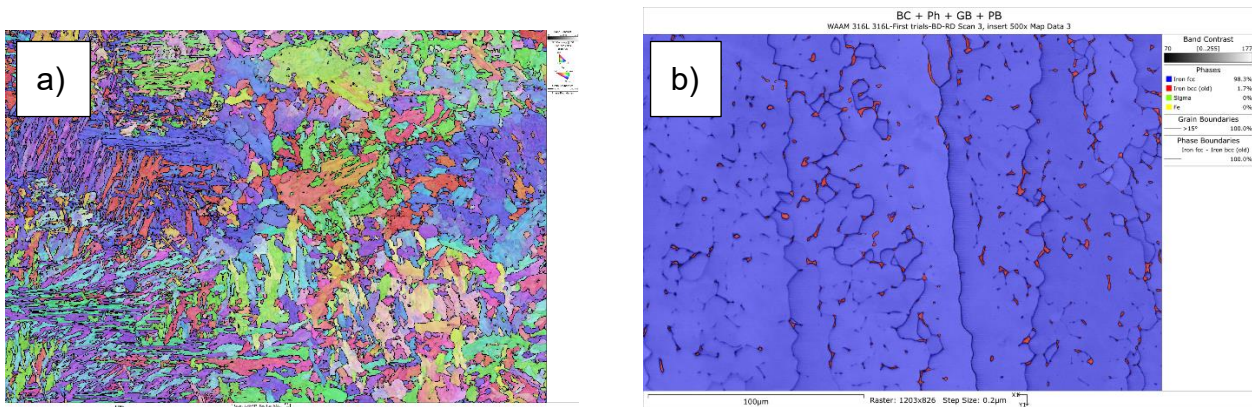 a)
b)
BC + Ph + GB + PB
WAAM 316L 316L-First trials-BD-RD Scan 3, insert 500x Map Data 3
Band Contrast
70 [0..255] 177
Phases
Iron fcc 98.3%
Iron bcc (old) 1.7%
Sigma 0%
Fe 0%
Grain Boundaries
>15° 100.0%
Phase Boundaries
Iron fcc - Iron bcc (old)
100.0%
100µm
Raster: 1203x826 Step Size: 0.2µm